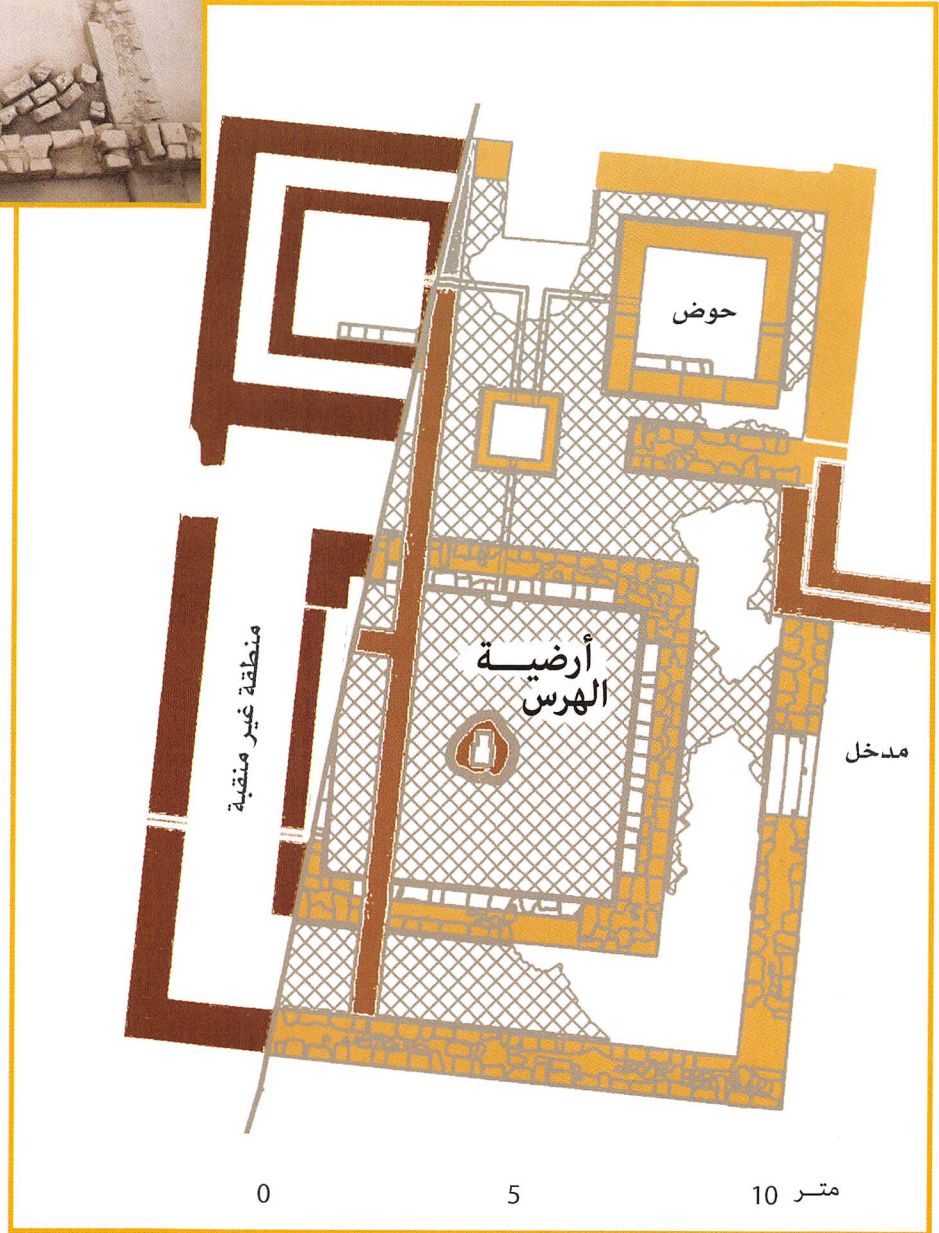 حوض
أرضيـــة
الهرس
منطقة غير منقبة
مدخل
0 5 10 متــر